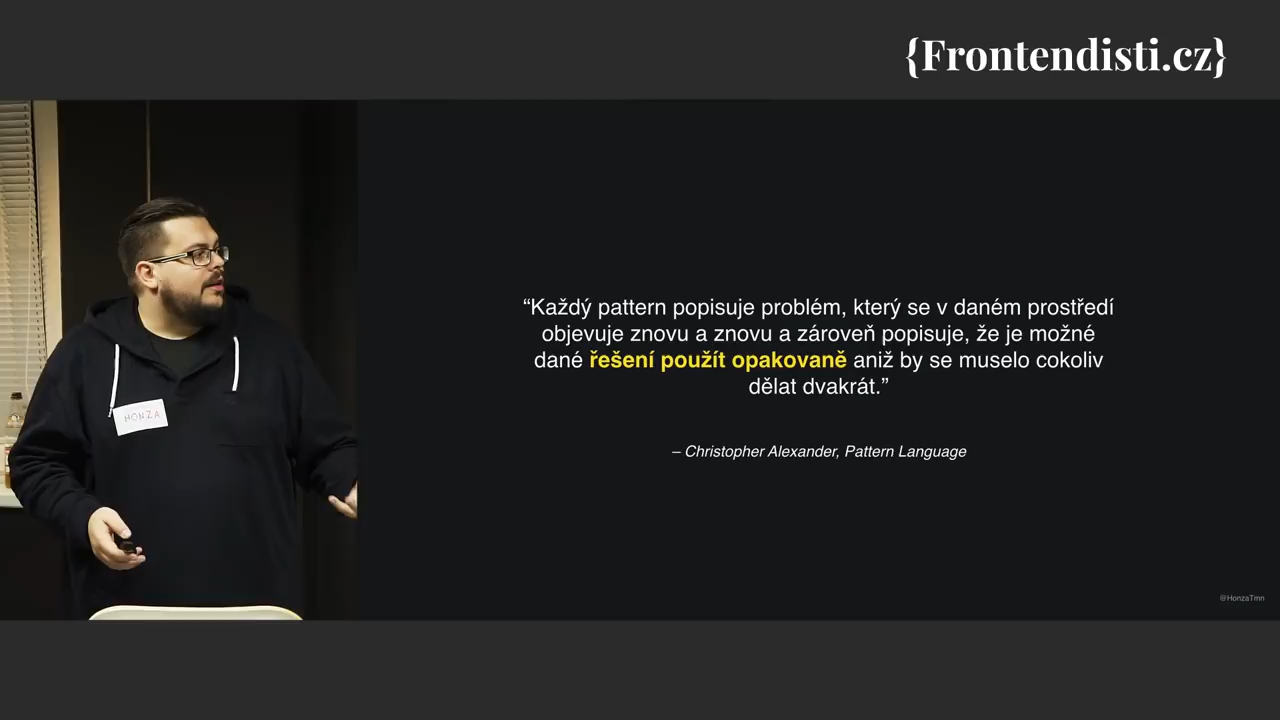 {Frontendisti.cz}
“Každý pattern popisuje problém, který se v daném prostředí
objevuje znovu a znovu a zároveň popisuje, že je možné
dané řešení použít opakovaně aniž by se muselo cokoliv
dělat dvakrát.”
– Christopher Alexander, Pattern Language
HONZA
@HonzaTmn